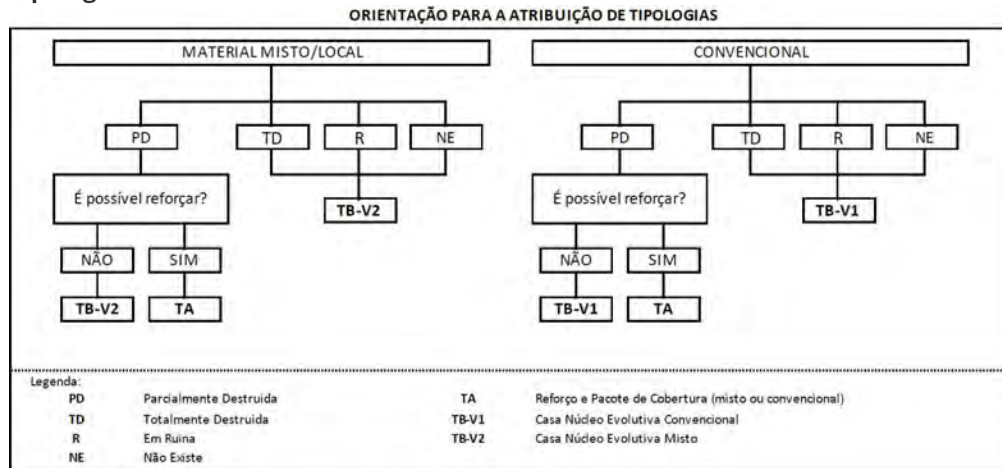 ORIENTAÇÃO PARA A ATRIBUIÇÃO DE TIPOLOGIAS
MATERIAL MISTO/LOCAL
CONVENCIONAL
PD TD R NE
PD TD R NE
É possível reforçar?
TB-V2
É possível reforçar?
TB-V1
NÃO SIM
NÃO SIM
TB-V2 TA
TB-V1 TA
Legenda:
PD Parcialmente Destruida
TD Totalmente Destruida
R Em Ruina
NE Não Existe
TA Reforço e Pacote de Cobertura (misto ou convencional)
TB-V1 Casa Núcleo Evolutiva Convencional
TB-V2 Casa Núcleo Evolutiva Misto